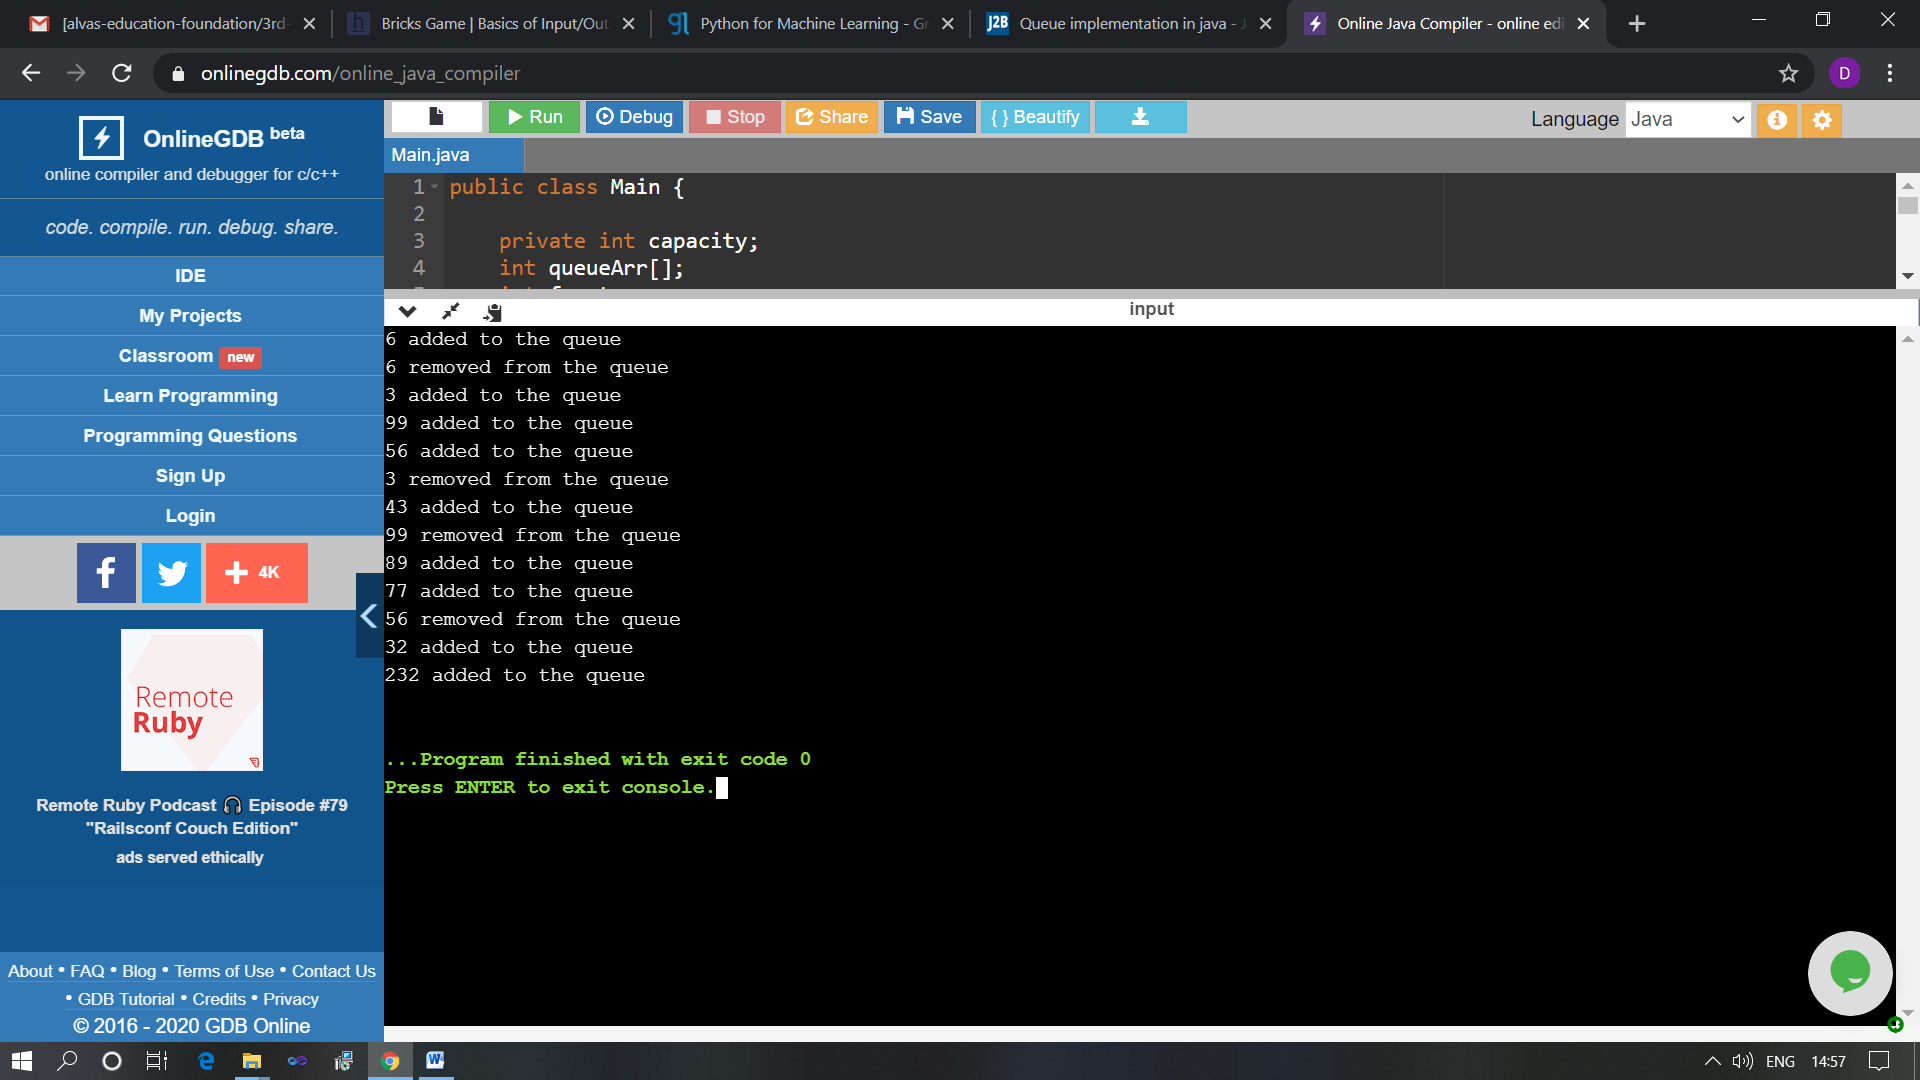 [alvas-education-foundation/3rd-
Bricks Game | Basics of Input/Out
Python for Machine Learning - Gr
J2B Queue implementation in java - J
Online Java Compiler - online edi
onlinegdb.com/online_java_compiler
D
OnlineGDB beta
online compiler and debugger for c/c++
code. compile. run. debug. share.
IDE
My Projects
Classroom new
Learn Programming
Programming Questions
Sign Up
Login
4K
Remote
Ruby
Remote Ruby Podcast 🎧 Episode #79
"Railsconf Couch Edition"
ads served ethically
About • FAQ • Blog • Terms of Use • Contact Us
• GDB Tutorial • Credits • Privacy
© 2016 - 2020 GDB Online
Run Debug Stop Share Save { } Beautify
Language Java
Main.java
1 public class Main {
2
3 private int capacity;
4 int queueArr[];
input
6 added to the queue
6 removed from the queue
3 added to the queue
99 added to the queue
56 added to the queue
3 removed from the queue
43 added to the queue
99 removed from the queue
89 added to the queue
77 added to the queue
56 removed from the queue
32 added to the queue
232 added to the queue
...Program finished with exit code 0
Press ENTER to exit console.
ENG 14:57